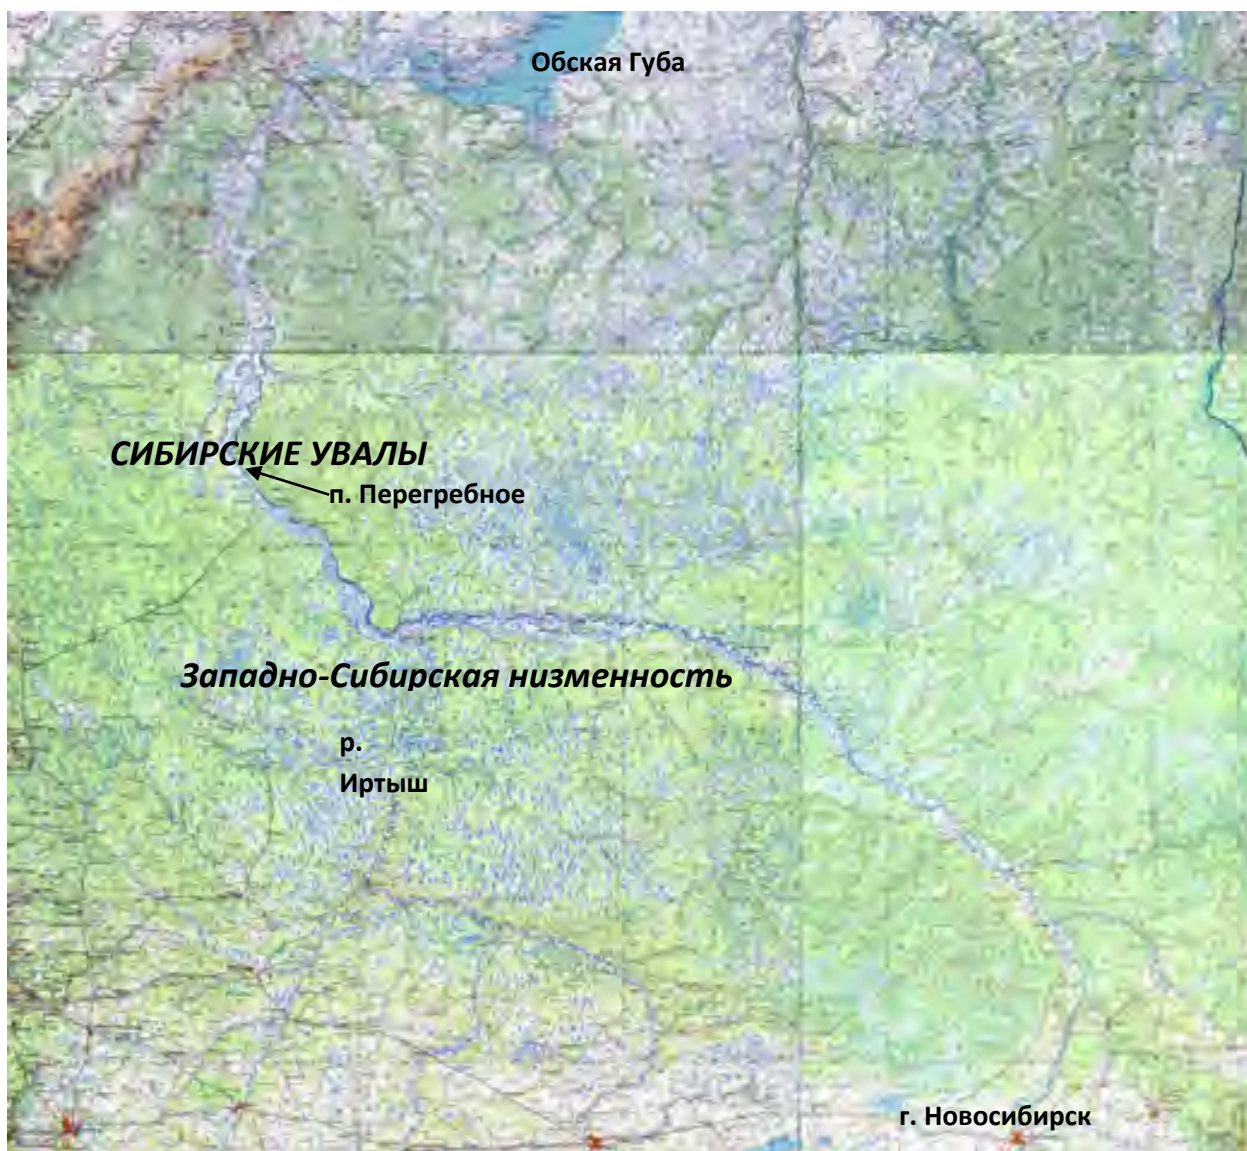 Обская Губа
СИБИРСКИЕ УВАЛЫ
п. Перегребное
Западно-Сибирская низменность
р.
Иртыш
г. Новосибирск